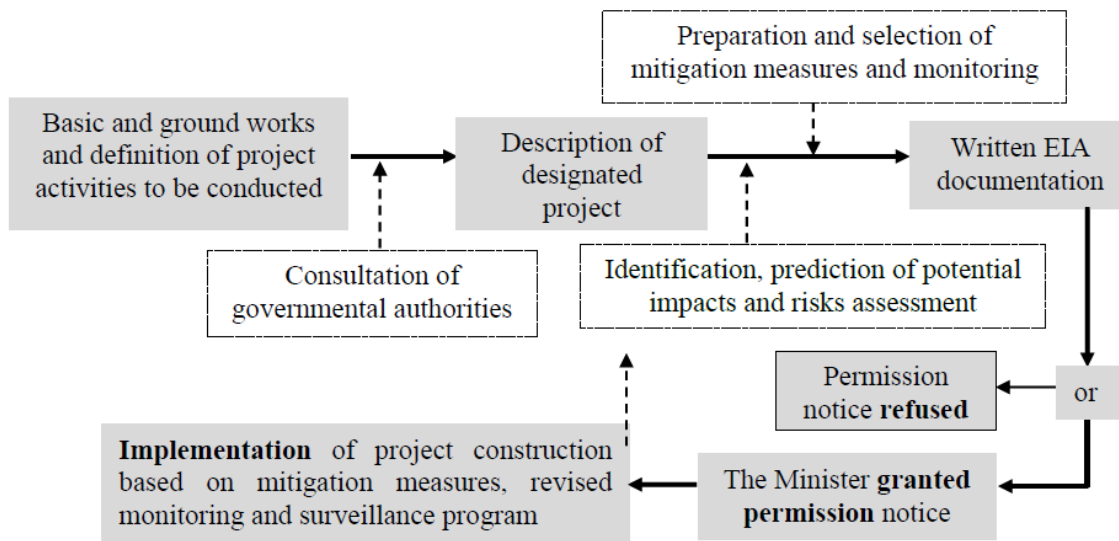 Preparation and selection of
mitigation measures and monitoring
Basic and ground works
and definition of project
activities to be conducted
Description of
designated
project
Written EIA
documentation
Consultation of
governmental authorities
Identification, prediction of potential
impacts and risks assessment
Permission
notice refused
or
Implementation of project construction
based on mitigation measures, revised
monitoring and surveillance program
The Minister granted
permission notice